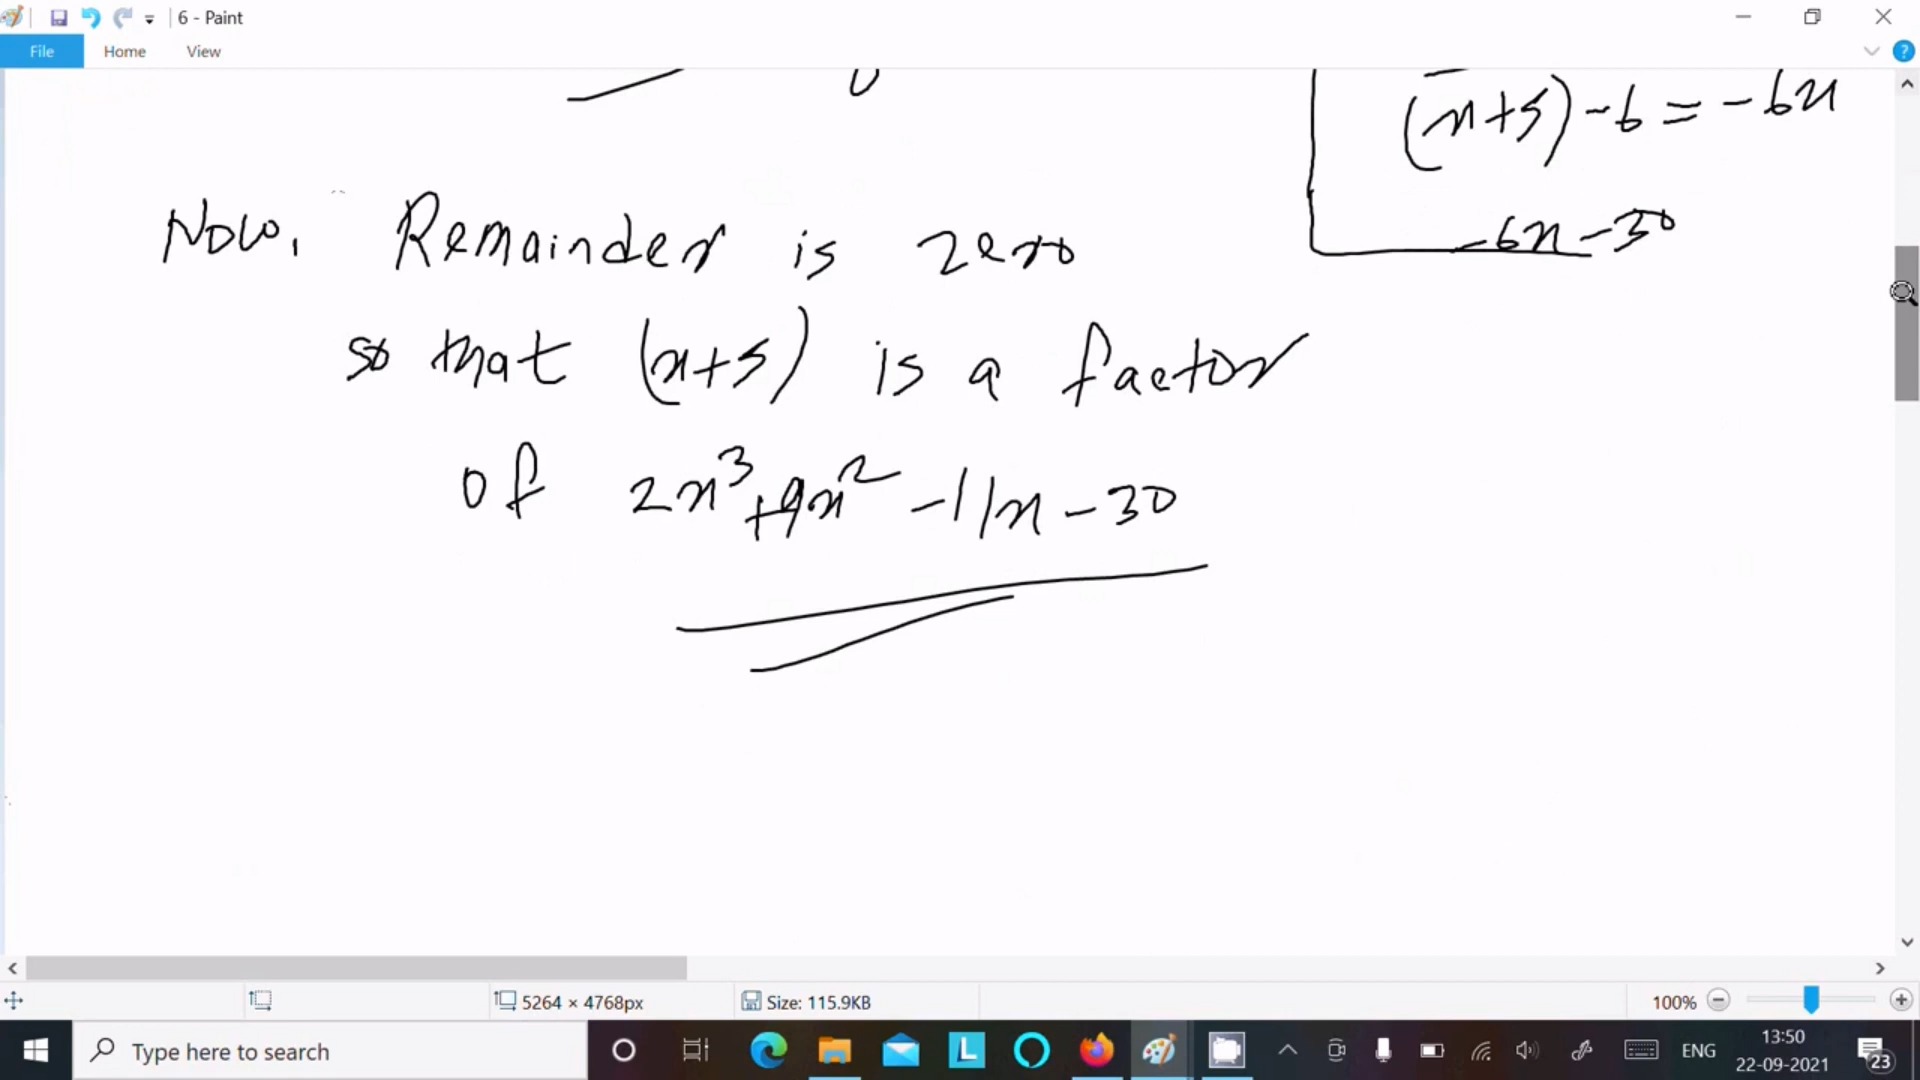 6 - Paint
File Home View
(x+5)-6 = -6x
-6x-30
Now, Remainder is zero
so that (x+5) is a factor
of 2x³+9x²-11x-30
5264 × 4768px
Size: 115.9KB
100%
Type here to search
L
ENG
13:50
22-09-2021
23